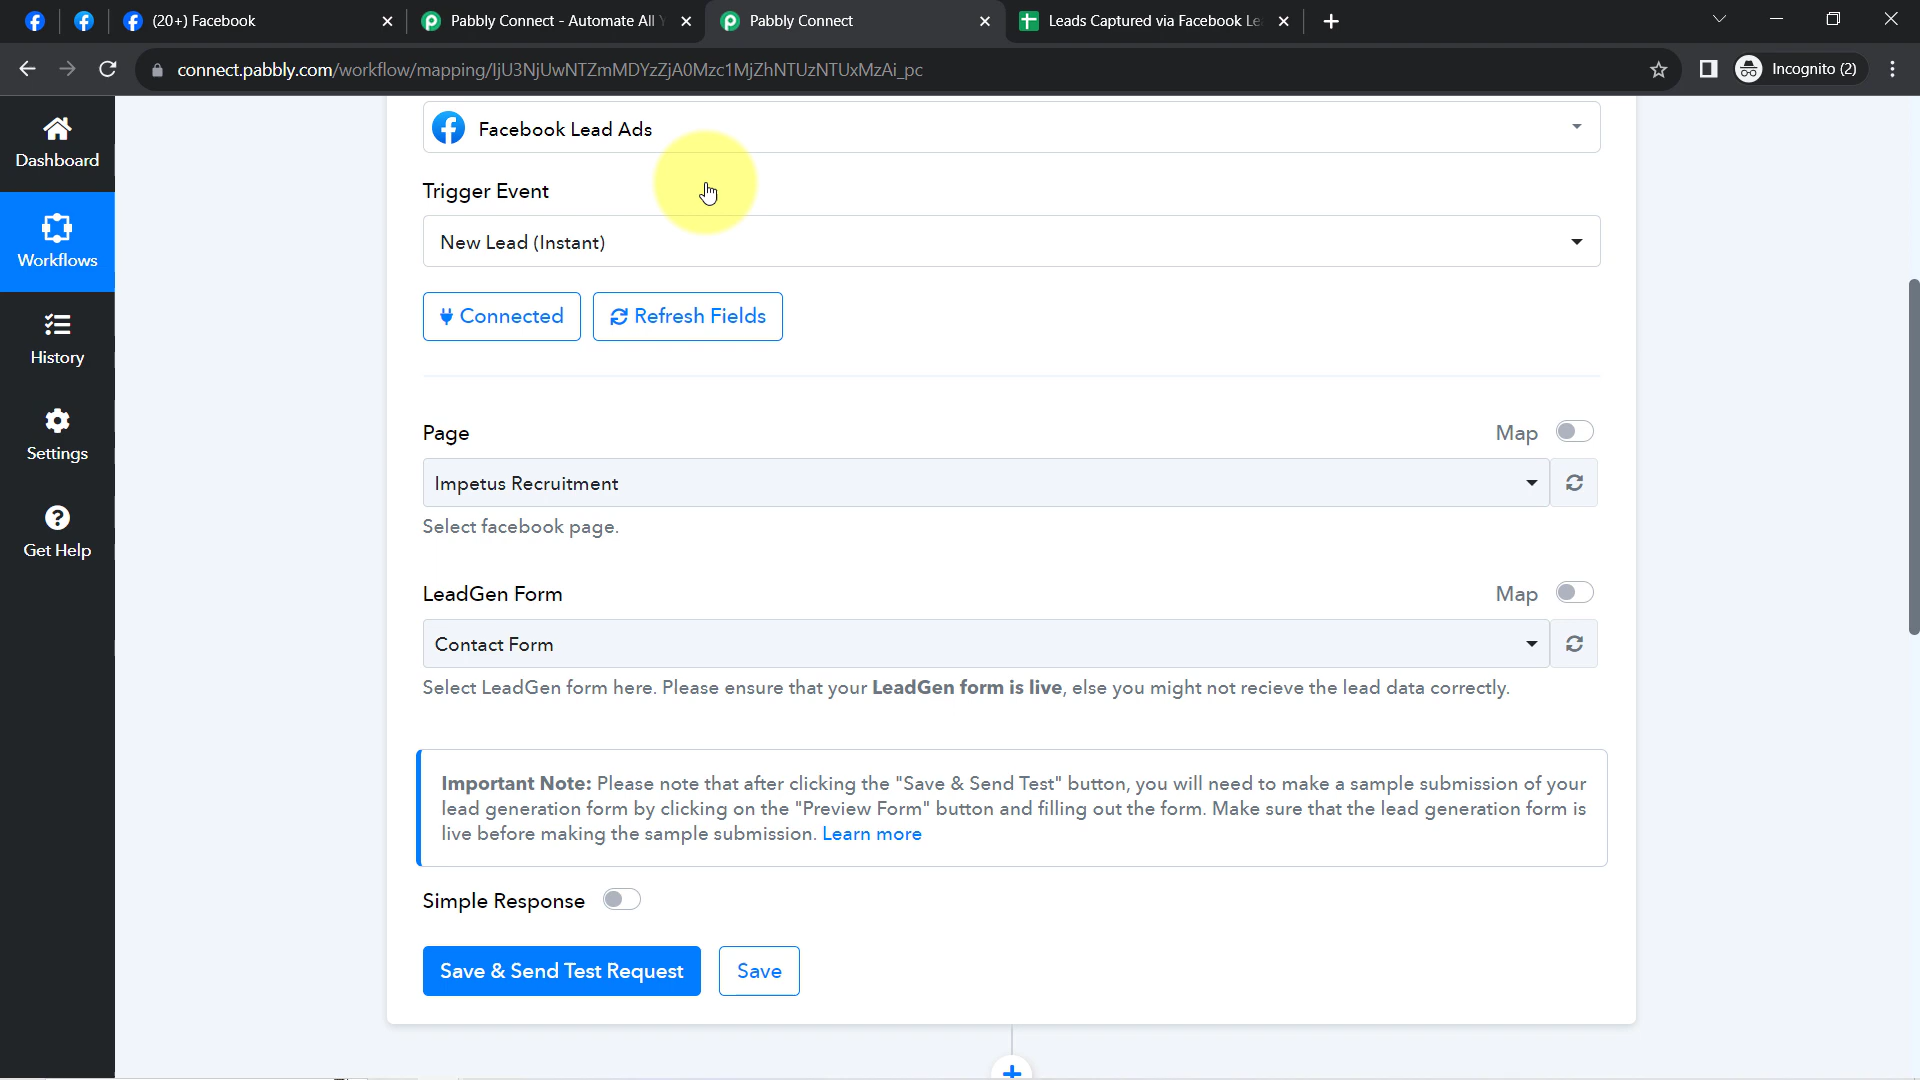 (20+) Facebook
Pabbly Connect - Automate All
Pabbly Connect
Leads Captured via Facebook Le
connect.pabbly.com/workflow/mapping/IjU3NjUwNTZmMDYzZjA0Mzc1MjZhNTUzNTUxMzAi_pc
Incognito (2)
Dashboard
Workflows
History
Settings
Get Help
Facebook Lead Ads
Trigger Event
New Lead (Instant)
Connected
Refresh Fields
Page
Map
Impetus Recruitment
Select facebook page.
LeadGen Form
Map
Contact Form
Select LeadGen form here. Please ensure that your LeadGen form is live, else you might not recieve the lead data correctly.
Important Note: Please note that after clicking the "Save & Send Test" button, you will need to make a sample submission of your
lead generation form by clicking on the "Preview Form" button and filling out the form. Make sure that the lead generation form is
live before making the sample submission. Learn more
Simple Response
Save & Send Test Request
Save